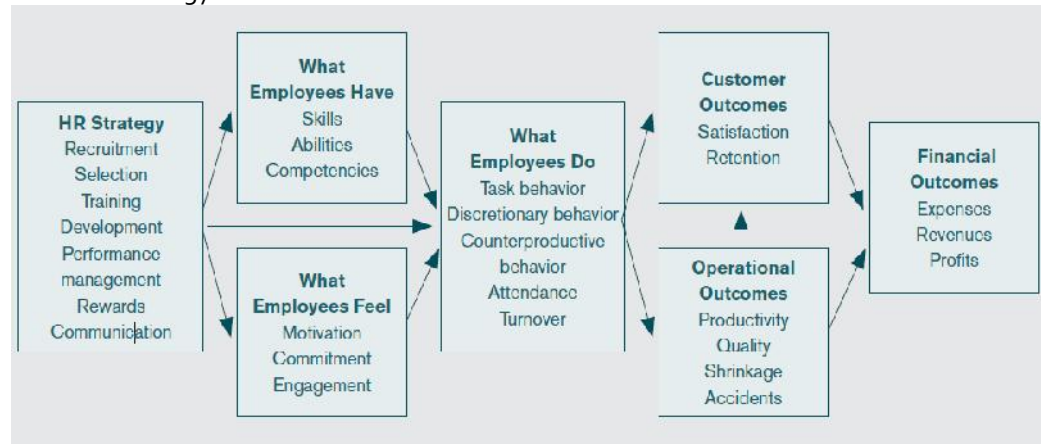 HR Strategy
Recruitment
Selection
Training
Development
Performance
management
Rewards
Communication
What
Employees Have
Skills
Abilities
Competencies
What
Employees Feel
Motivation
Commitment
Engagement
What
Employees Do
Task behavior
Discretionary behavior
Counterproductive
behavior
Attendance
Turnover
Customer
Outcomes
Satisfaction
Retention
Operational
Outcomes
Productivity
Quality
Shrinkage
Accidents
Financial
Outcomes
Expenses
Revenues
Profits